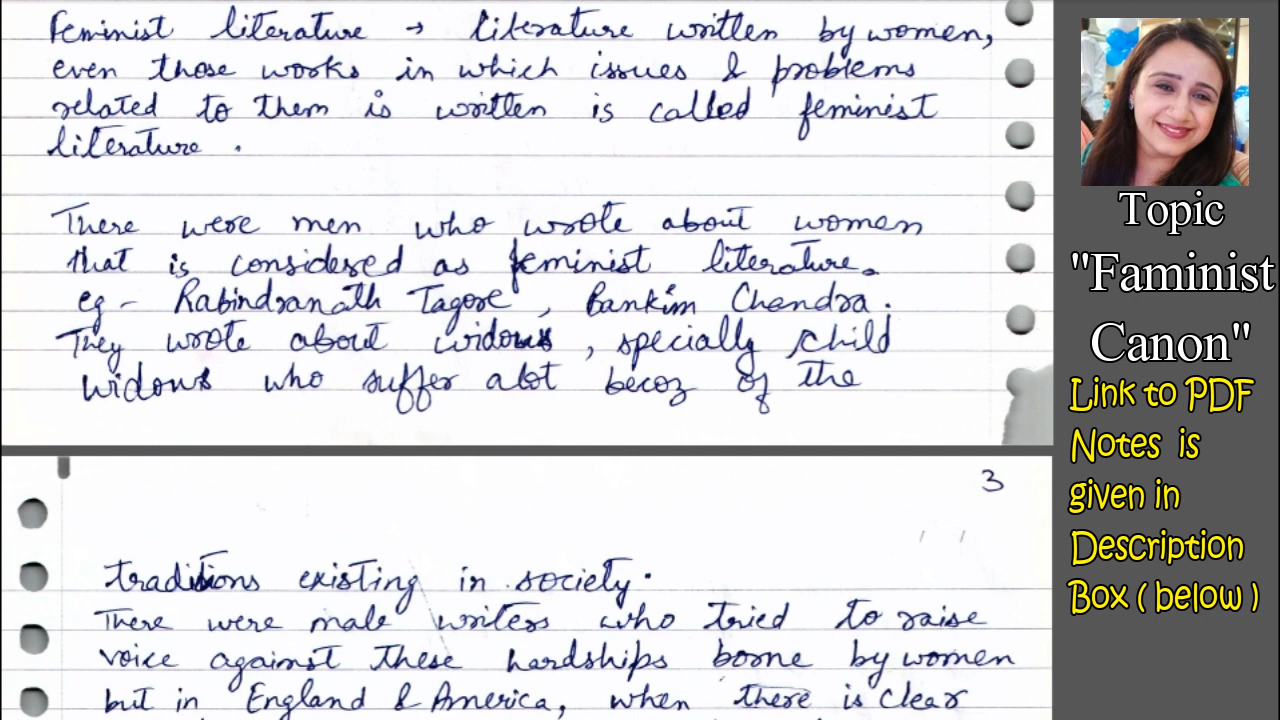 Feminist literature → literature written by women,
even those works in which issues & problems
related to them is written is called feminist
literature.
There were men who wrote about women
that is considered as feminist literature.
eg - Rabindranath Tagore, Bankim Chandra.
They wrote about widows, specially child
widows who suffer alot becoz of the
3
traditions existing in society.
There were male writers who tried to raise
voice against these hardships borne by women
but in England & America, when there is clear
Topic
"Faminist
Canon"
Link to PDF
Notes is
given in
Description
Box ( below )